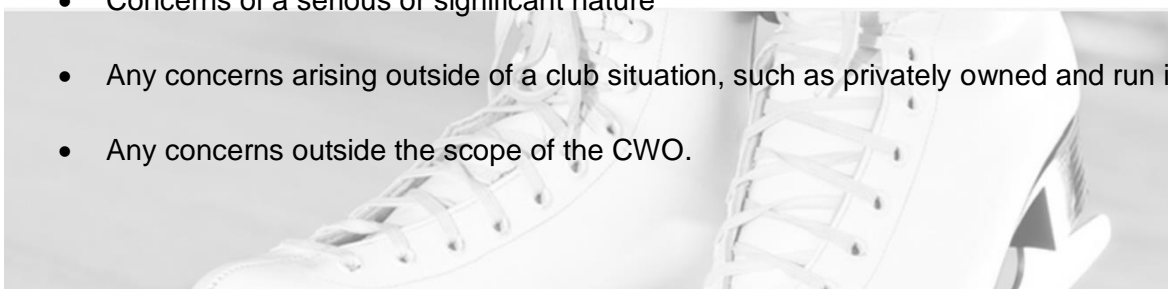 • Concerns of a serious or significant nature
• Any concerns arising outside of a club situation, such as privately owned and run
• Any concerns outside the scope of the CWO.